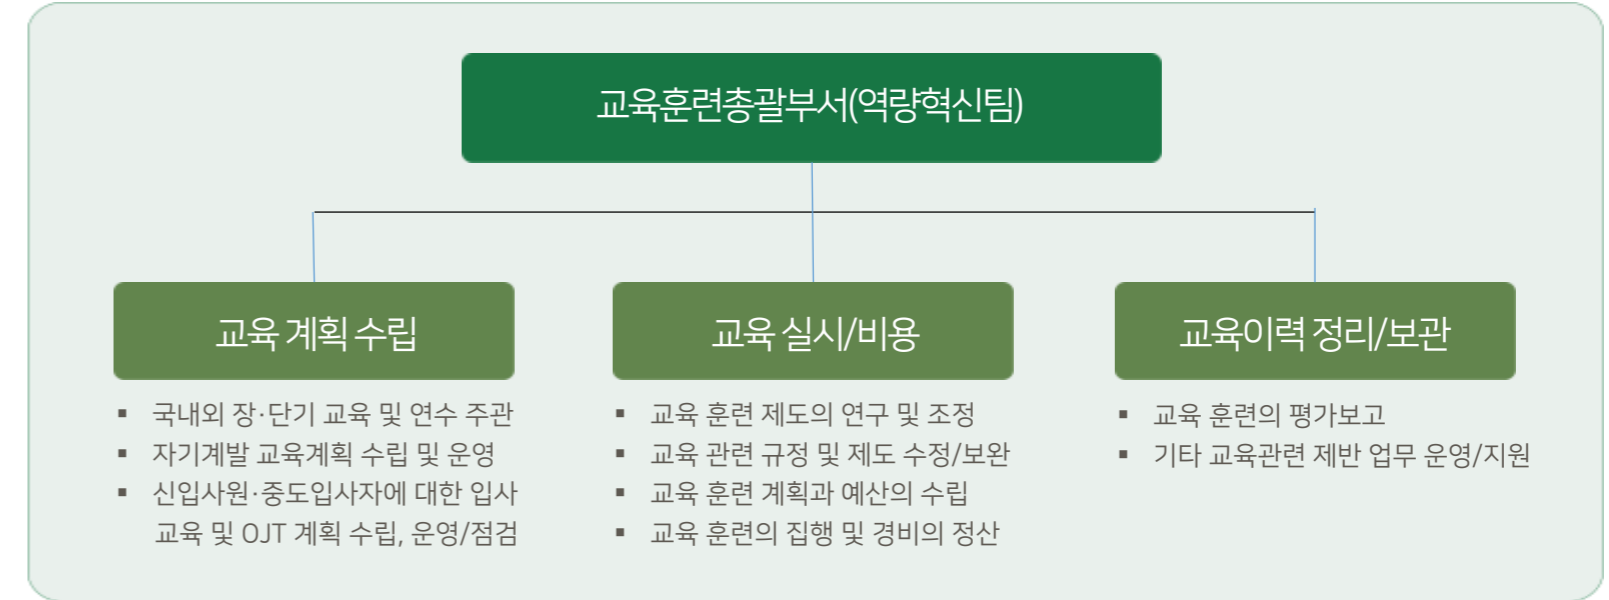 교육훈련총괄부서(역량혁신팀)
교육 계획 수립
▪ 국내외 장·단기 교육 및 연수 주관
▪ 자기계발 교육계획 수립 및 운영
▪ 신입사원·중도입사자에 대한 입사
교육 및 OJT 계획 수립, 운영/점검
교육 실시/비용
▪ 교육 훈련 제도의 연구 및 조정
▪ 교육 관련 규정 및 제도 수정/보완
▪ 교육 훈련 계획과 예산의 수립
▪ 교육 훈련의 집행 및 경비의 정산
교육이력 정리/보관
▪ 교육 훈련의 평가보고
▪ 기타 교육관련 제반 업무 운영/지원